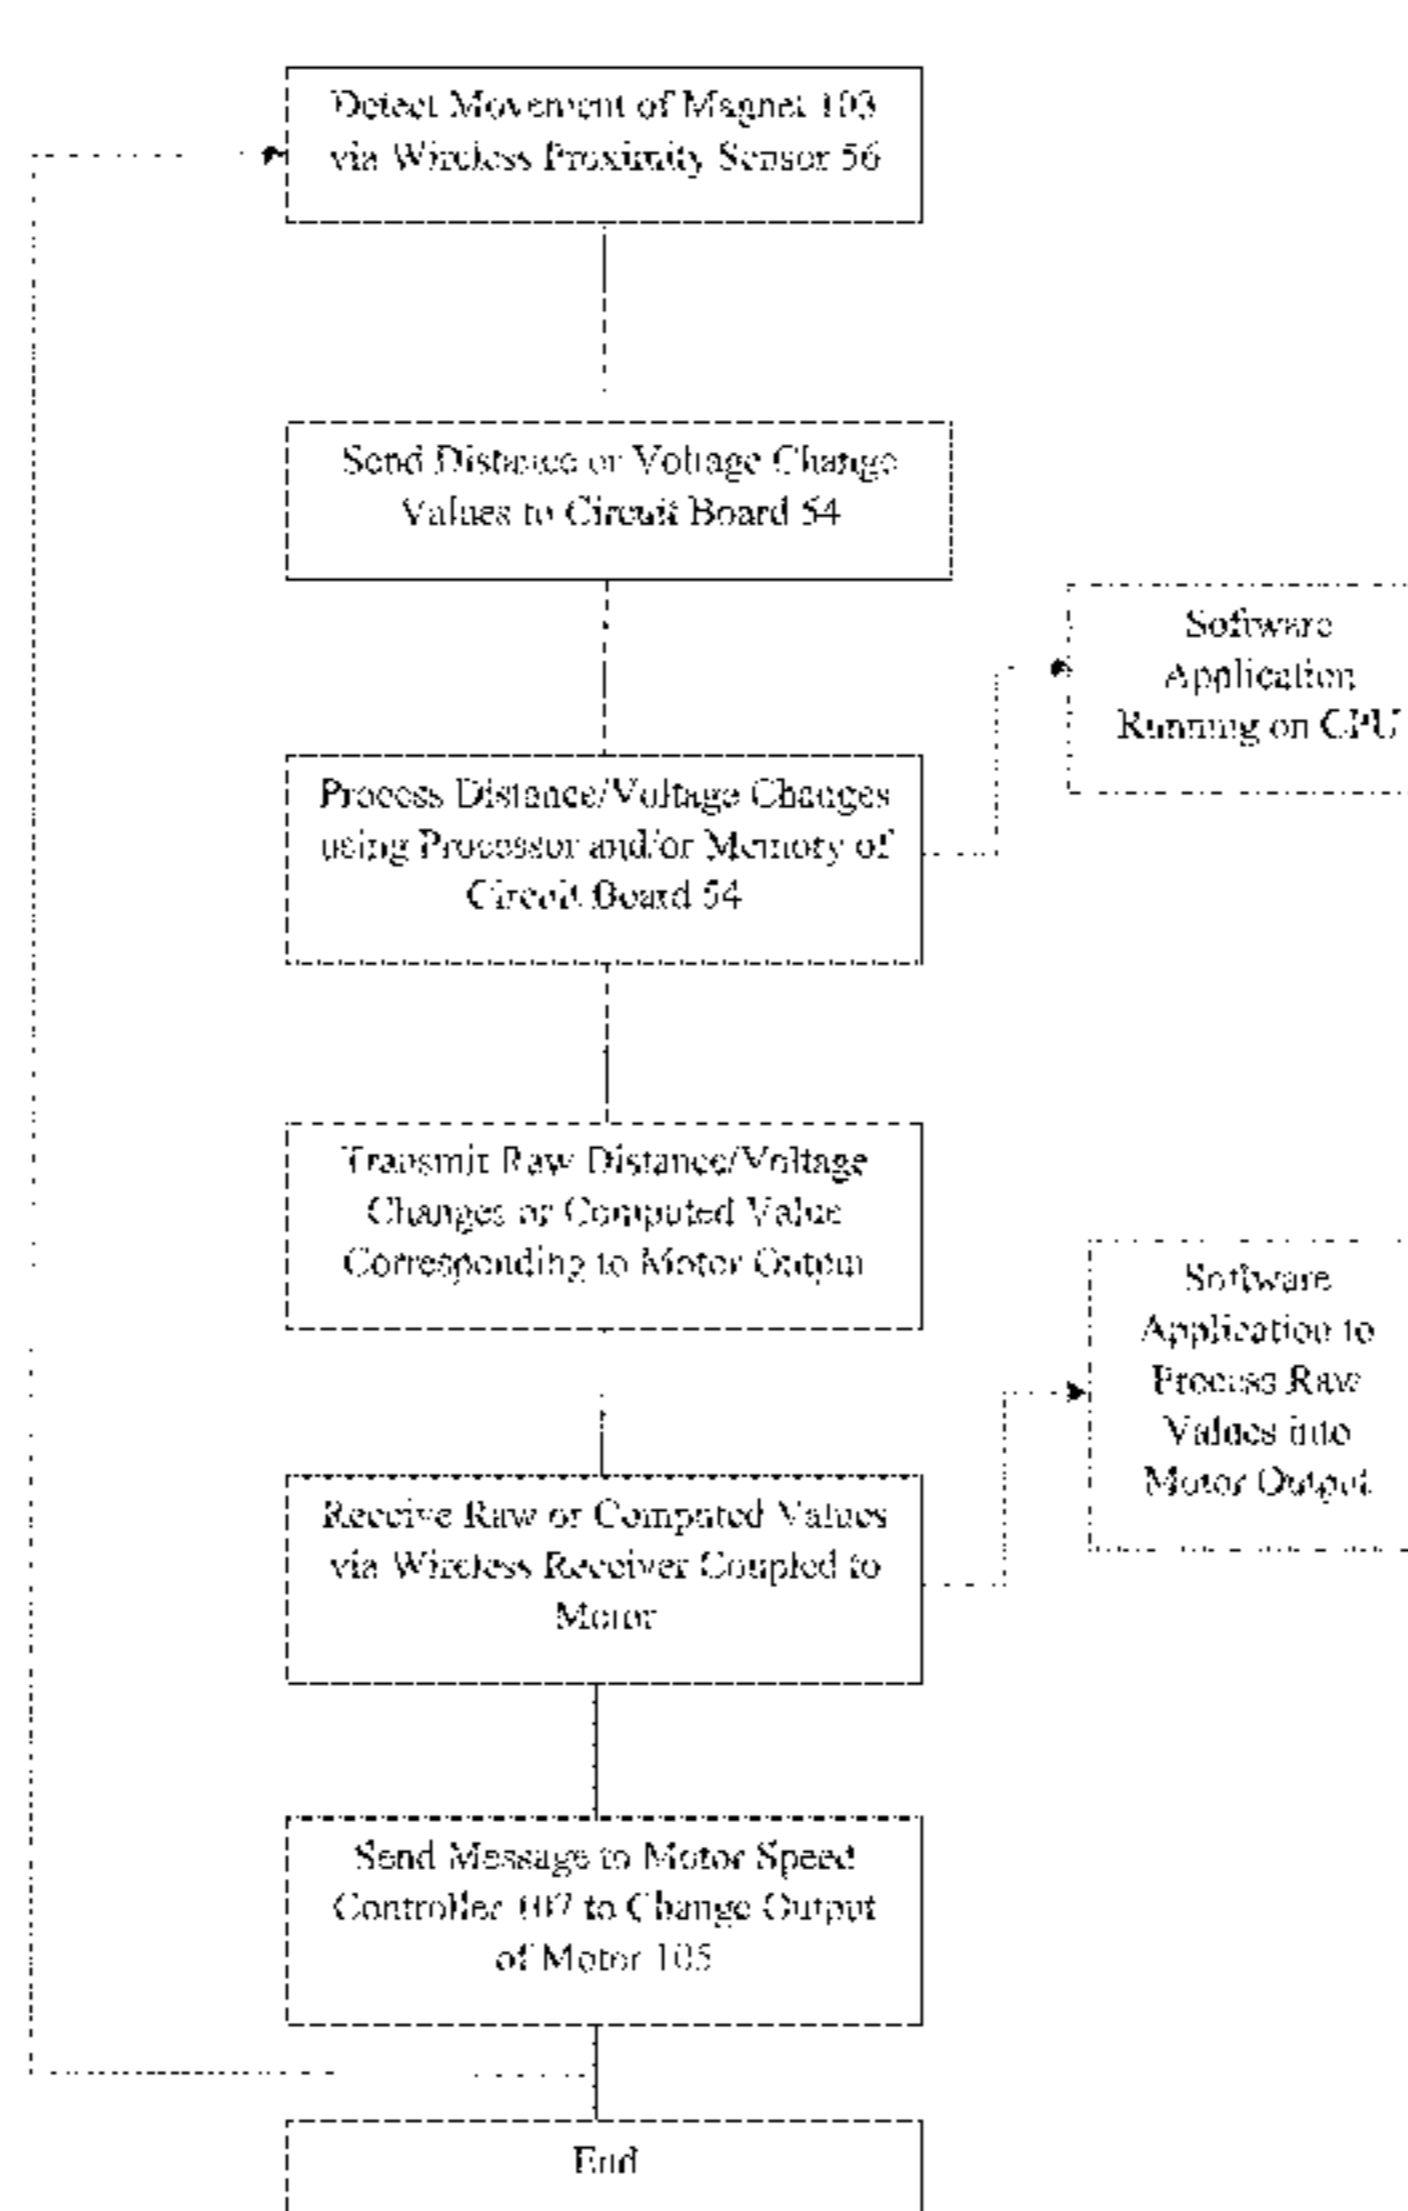 Detect Movement of Magnet 103
via Wireless Proximity Sensor 56
Send Distance or Voltage Change
Values to Circuit Board 54
Software
Application
Running on CPU
Process Distance/Voltage Changes
using Processor and/or Memory of
Circuit Board 54
Transmit Raw Distance/Voltage
Changes or Computed Value
Corresponding to Motor Output
Software
Application to
Process Raw
Values into
Motor Output
Receive Raw or Computed Values
via Wireless Receiver Coupled to
Motor
Send Message to Motor Speed
Controller 107 to Change Output
of Motor 105
End